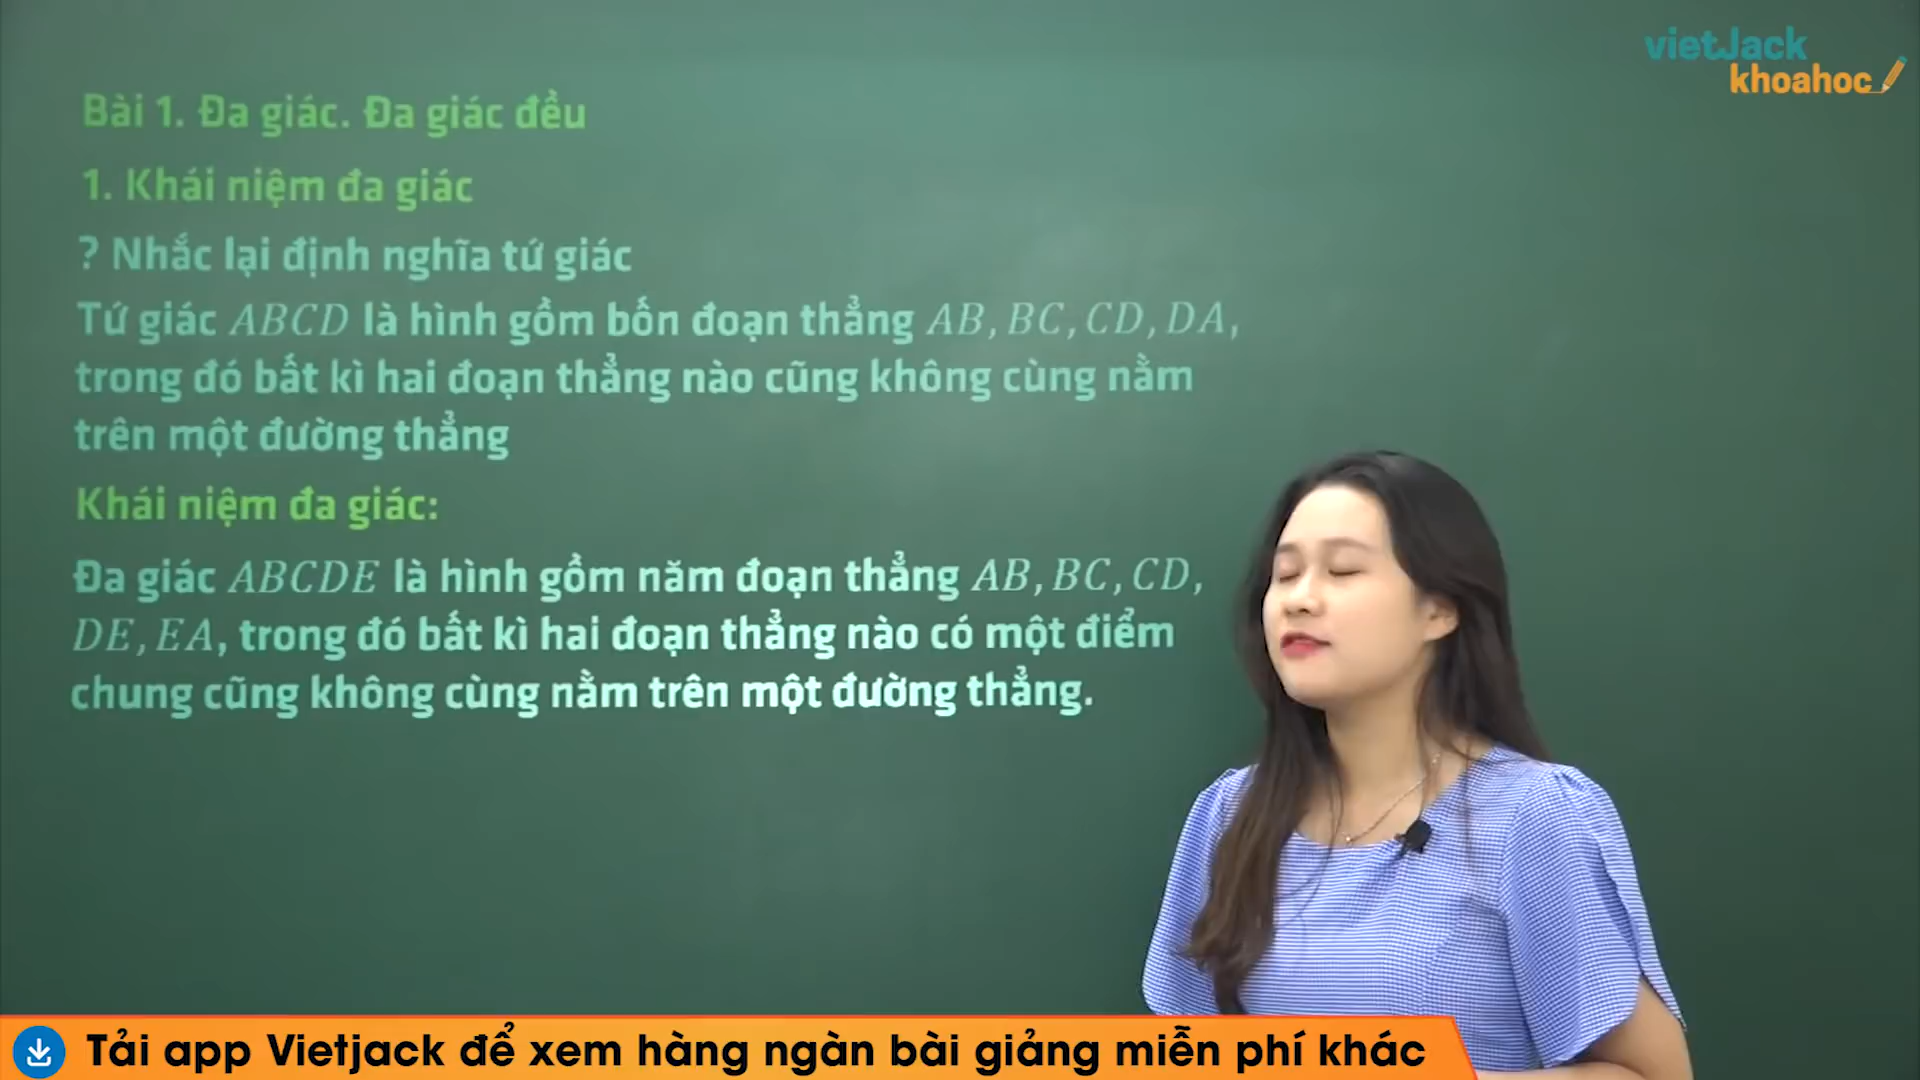 vietJack
khoahoc
Bài 1. Đa giác. Đa giác đều
1. Khái niệm đa giác
? Nhắc lại định nghĩa tứ giác
Tứ giác ABCD là hình gồm bốn đoạn thẳng AB, BC, CD, DA,
trong đó bất kì hai đoạn thẳng nào cũng không cùng nằm
trên một đường thẳng
Khái niệm đa giác:
Đa giác ABCDE là hình gồm năm đoạn thẳng AB, BC, CD,
DE, EA, trong đó bất kì hai đoạn thẳng nào có một điểm
chung cũng không cùng nằm trên một đường thẳng.
Tải app Vietjack để xem hàng ngàn bài giảng miễn phí khác